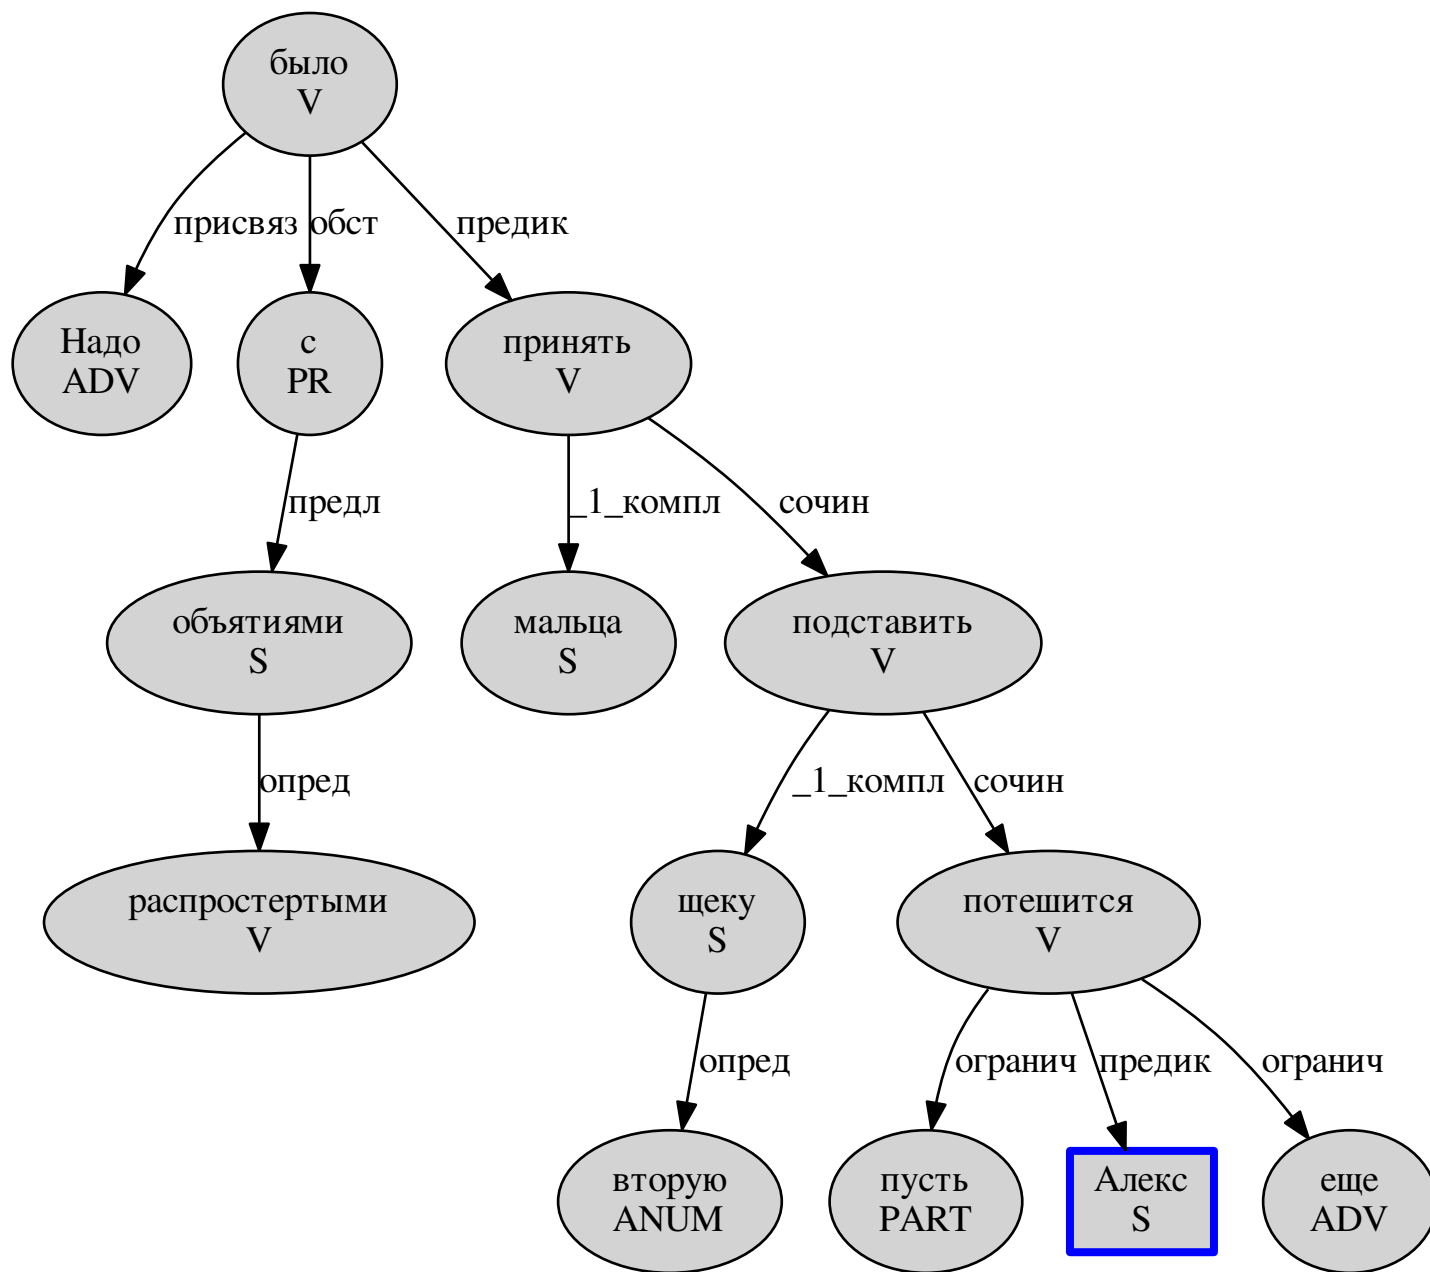 было
V
присвяз обст предик
Надо
ADV
с
PR
принять
V
предл
_1_компл
сочин
объятиями
S
мальца
S
подставить
V
опред
_1_компл
сочин
распростертыми
V
щеку
S
потешится
V
опред
огранич
предик
огранич
вторую
ANUM
пусть
PART
Алекс
S
еще
ADV